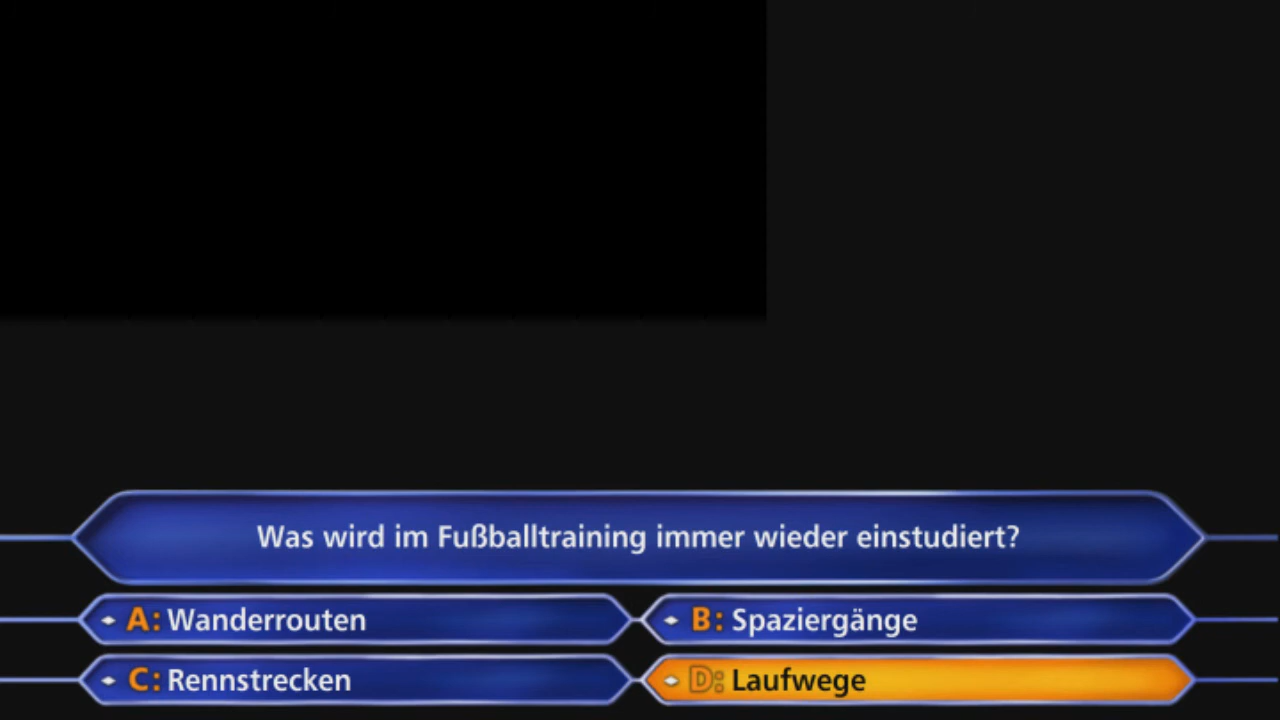 Was wird im Fußballtraining immer wieder einstudiert?
A: Wanderrouten
B: Spaziergänge
C: Rennstrecken
D: Laufwege